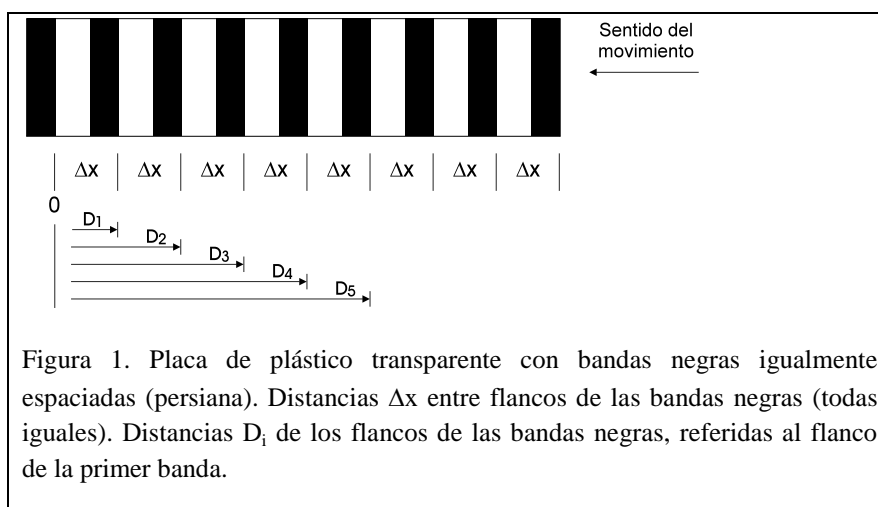 Sentido del
movimiento
Δx Δx Δx Δx Δx Δx Δx Δx
0
D1
D2
D3
D4
D5
Figura 1. Placa de plástico transparente con bandas negras igualmente
espaciadas (persiana). Distancias Δx entre flancos de las bandas negras (todas
iguales). Distancias Di de los flancos de las bandas negras, referidas al flanco
de la primer banda.